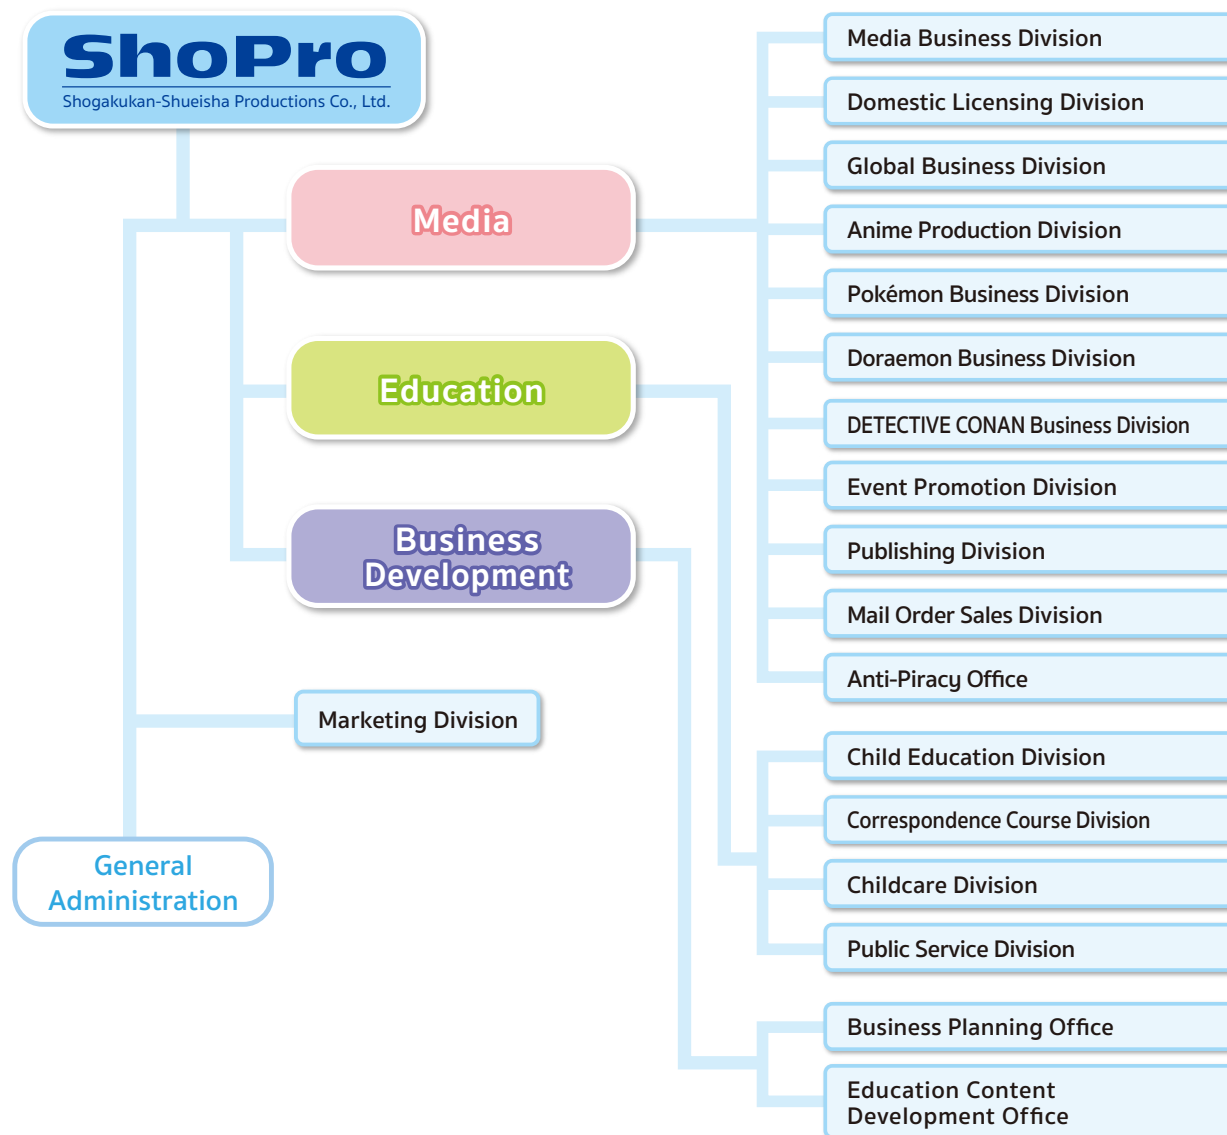 ShoPro
Shogakukan-Shueisha Productions Co., Ltd.
Media
Education
Business
Development
Marketing Division
General
Administration
Media Business Division
Domestic Licensing Division
Global Business Division
Anime Production Division
Pokémon Business Division
Doraemon Business Division
DETECTIVE CONAN Business Division
Event Promotion Division
Publishing Division
Mail Order Sales Division
Anti-Piracy Office
Child Education Division
Correspondence Course Division
Childcare Division
Public Service Division
Business Planning Office
Education Content
Development Office